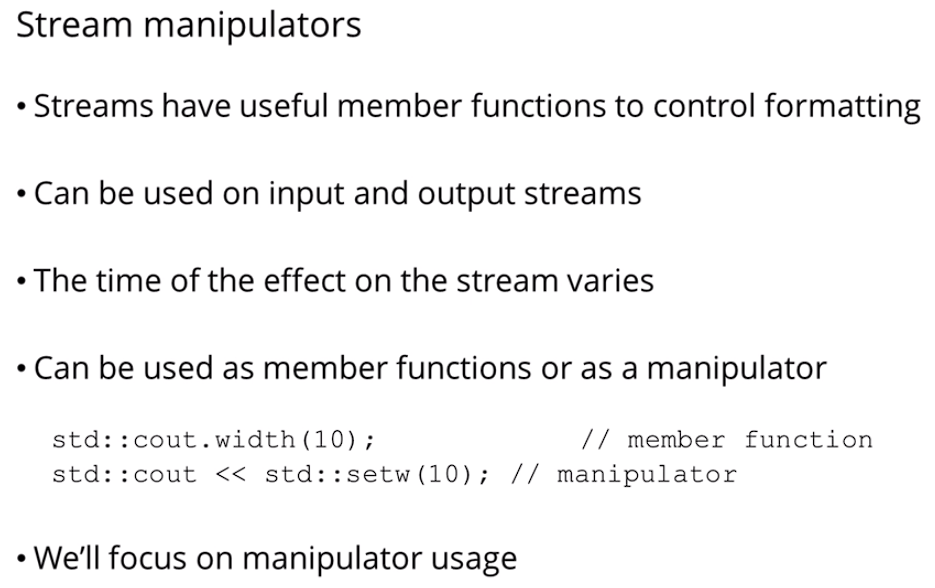 Stream manipulators
• Streams have useful member functions to control formatting
• Can be used on input and output streams
• The time of the effect on the stream varies
• Can be used as member functions or as a manipulator
std::cout.width(10); // member function
std::cout << std::setw(10); // manipulator
• We'll focus on manipulator usage